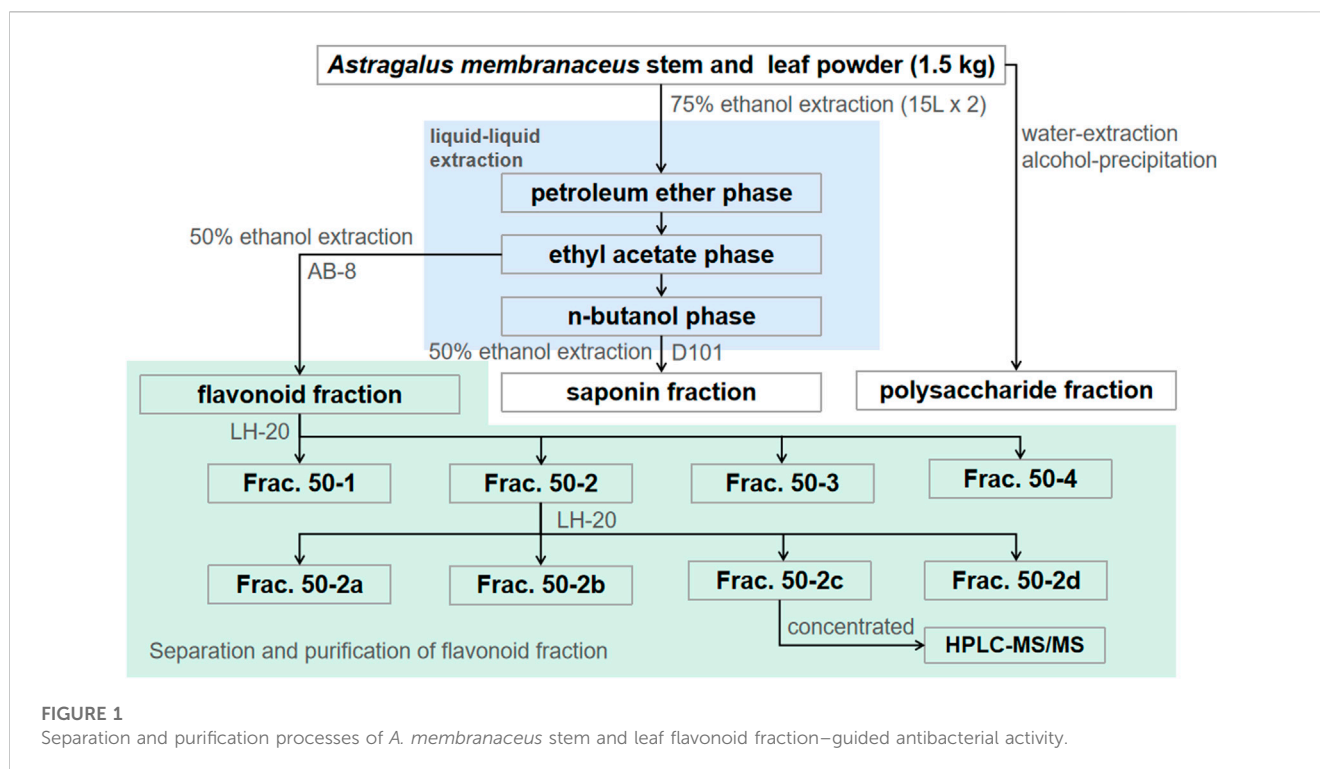 Astragalus membranaceus stem and leaf powder (1.5 kg)
75% ethanol extraction (15L x 2)
liquid-liquid
extraction
water-extraction
alcohol-precipitation
petroleum ether phase
50% ethanol extraction
ethyl acetate phase
AB-8
n-butanol phase
50% ethanol extraction
D101
flavonoid fraction
saponin fraction
polysaccharide fraction
LH-20
Frac. 50-1
Frac. 50-2
Frac. 50-3
Frac. 50-4
LH-20
Frac. 50-2a
Frac. 50-2b
Frac. 50-2c
Frac. 50-2d
concentrated
HPLC-MS/MS
Separation and purification of flavonoid fraction
FIGURE 1
Separation and purification processes of A. membranaceus stem and leaf flavonoid fraction–guided antibacterial activity.